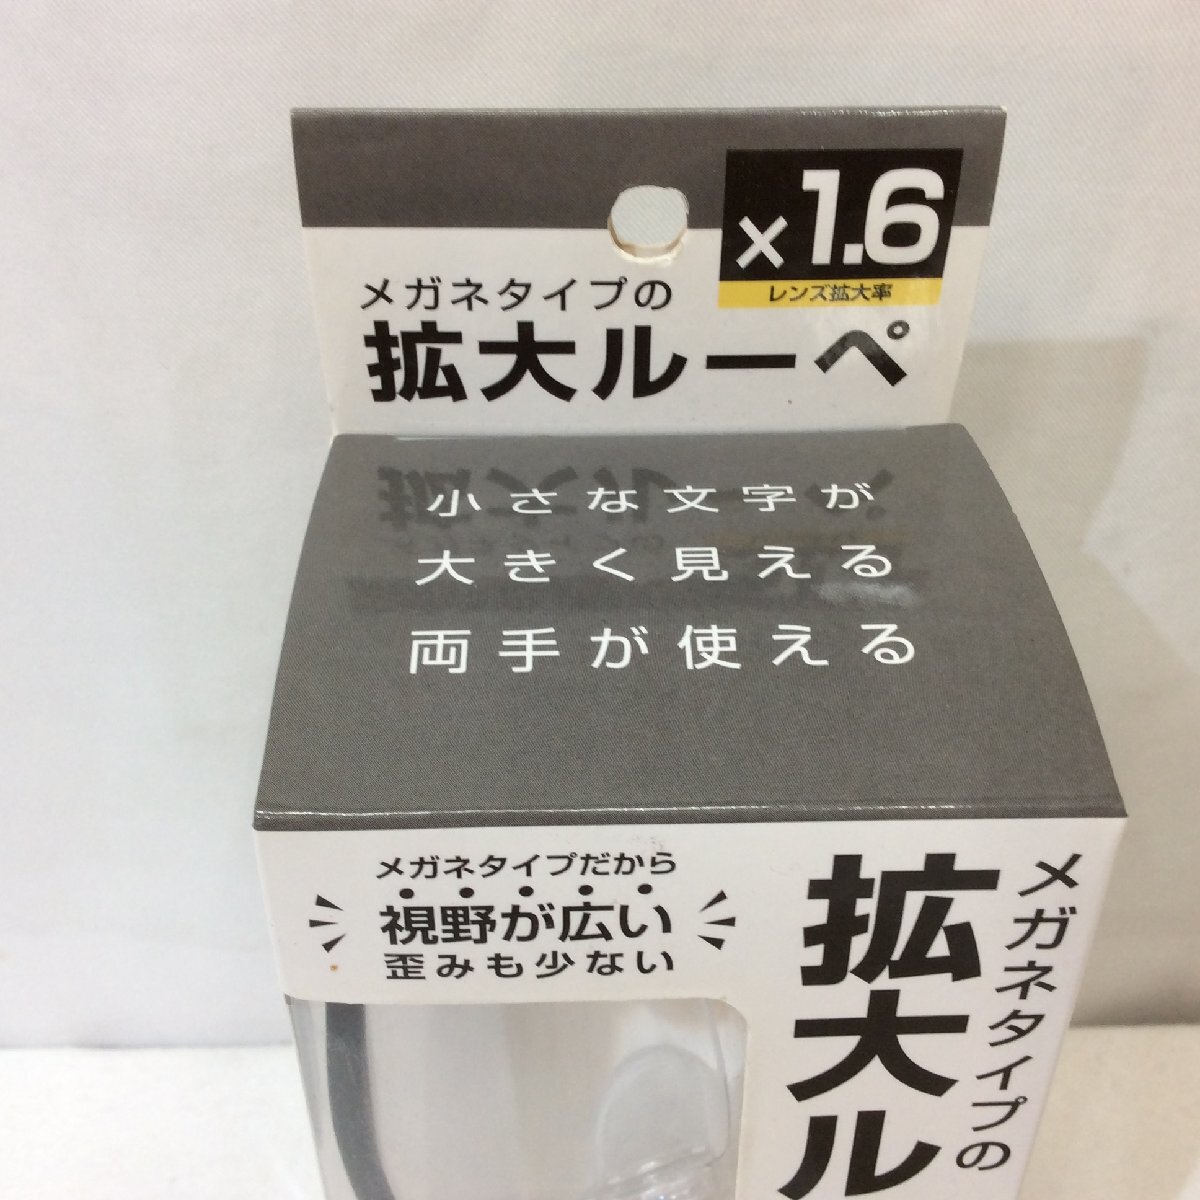 ×1.6
レンズ拡大率
メガネタイプの
拡大ルーペ
小さな文字が
大きく見える
両手が使える
メガネタイプだから
視野が広い
歪みも少ない
メガネタイプの
拡大ル